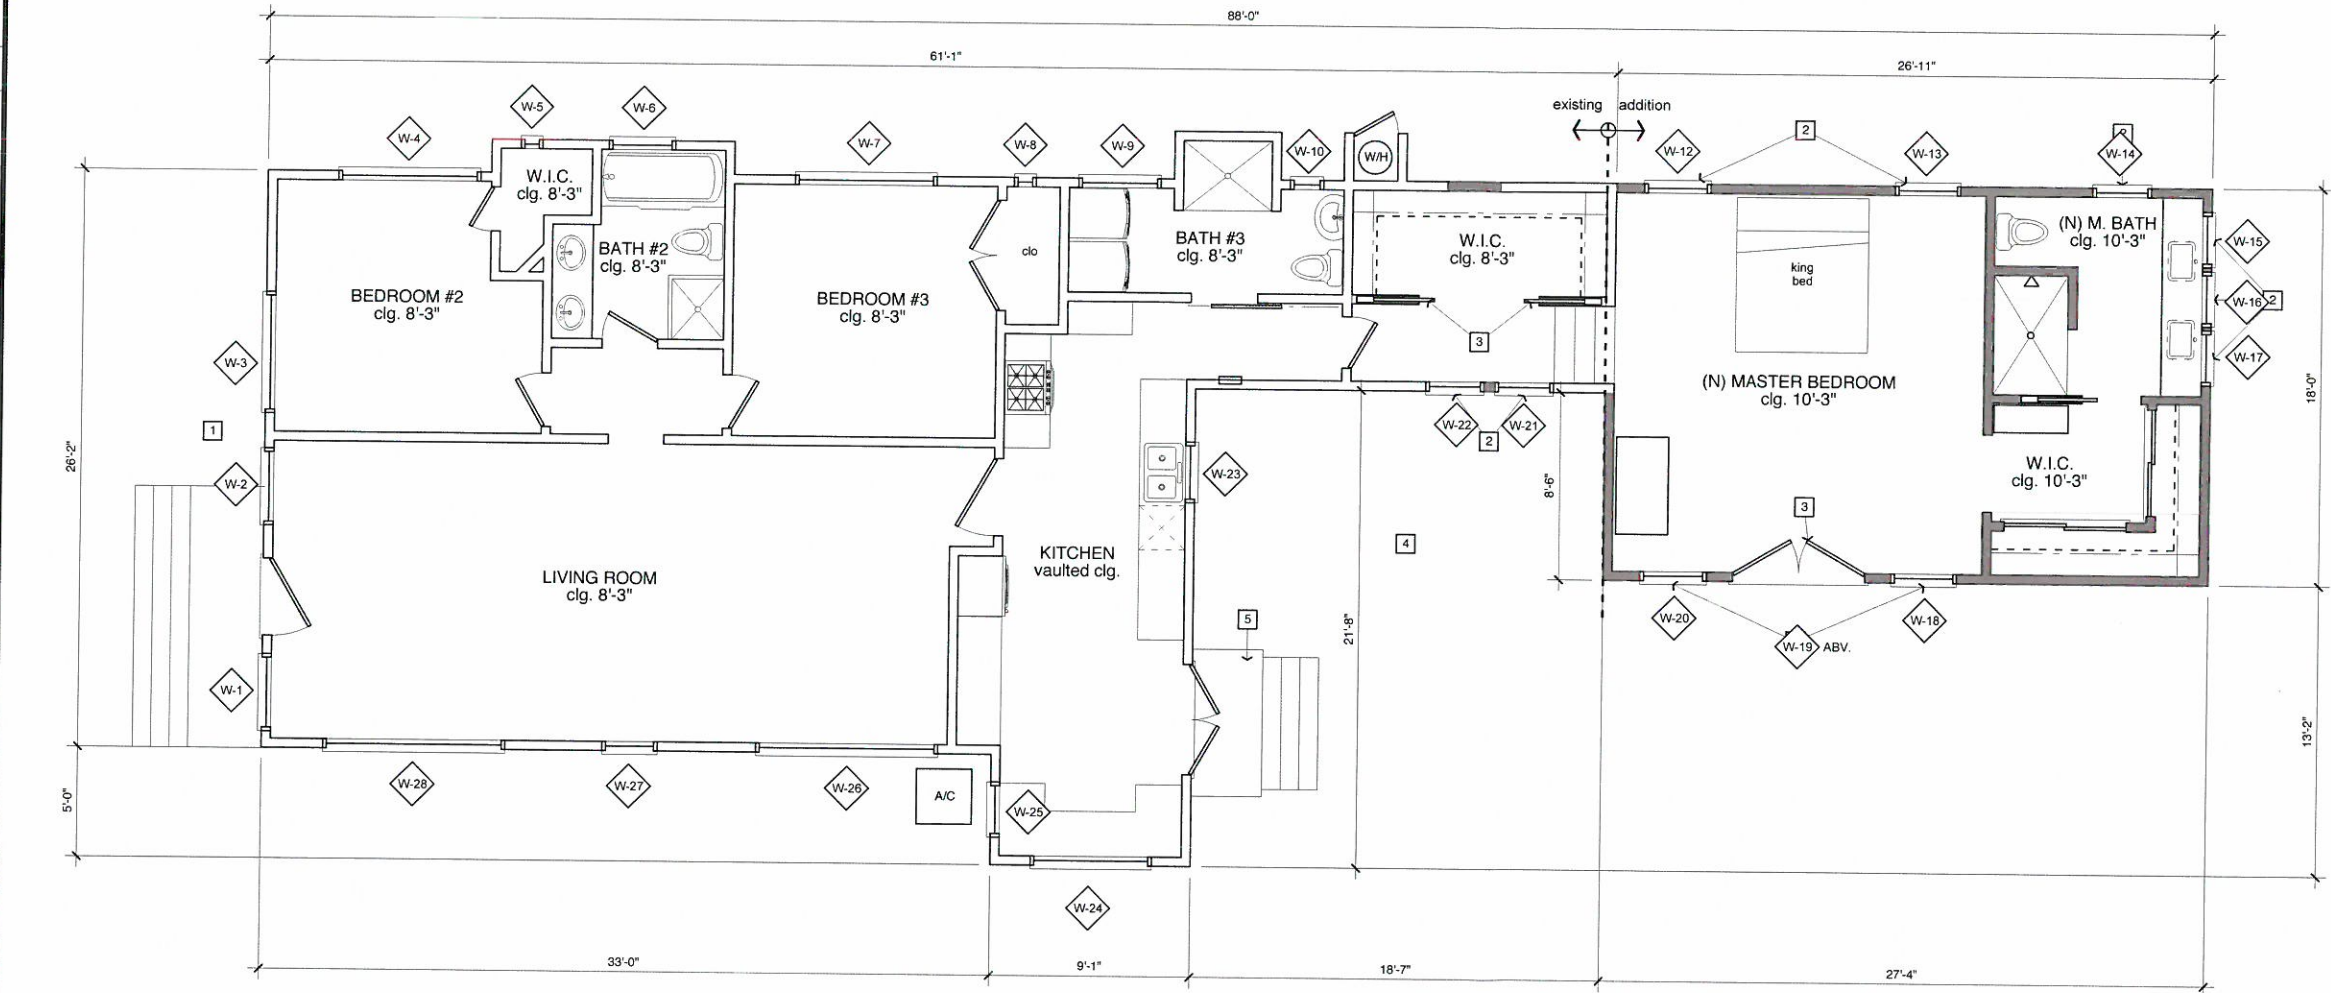 88'-0"
61'-1"
26'-11"
existing addition
W-4
W-5
W-6
W-7
W-8
W-9
W-10
W/H
W-12
2
W-13
W-14
W.I.C.
clg. 8'-3"
BATH #2
clg. 8'-3"
BEDROOM #2
clg. 8'-3"
BEDROOM #3
clg. 8'-3"
clo
BATH #3
clg. 8'-3"
W.I.C.
clg. 8'-3"
king
bed
(N) M. BATH
clg. 10'-3"
W-15
W-16
2
W-17
W-3
3
(N) MASTER BEDROOM
clg. 10'-3"
18'-0"
1
26'-2"
W-2
W-22
2
W-21
W-23
8'-6"
W.I.C.
clg. 10'-3"
3
4
KITCHEN
vaulted clg.
LIVING ROOM
clg. 8'-3"
5
21'-8"
W-20
W-18
W-19 ABV.
W-1
13'-2"
5'-0"
W-28
W-27
W-26
A/C
W-25
W-24
33'-0"
9'-1"
18'-7"
27'-4"